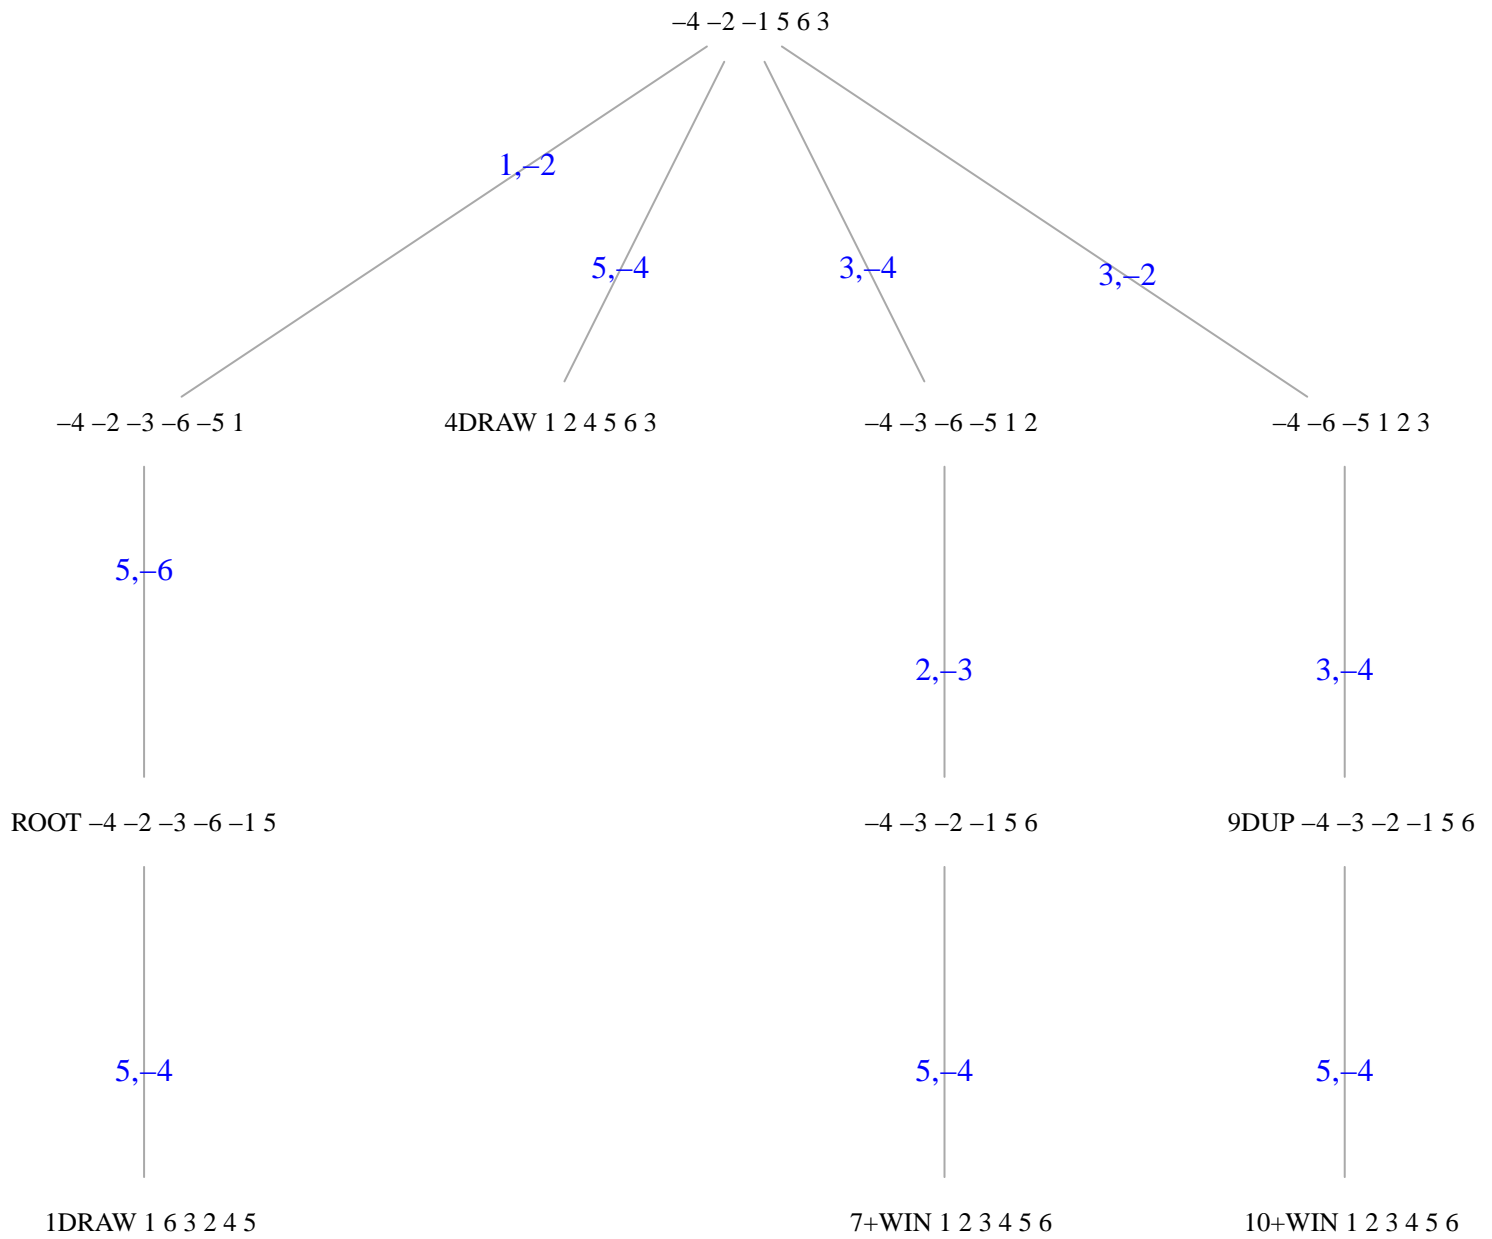 –4 –2 –1 5 6 3
1,–2
5,–4
3,–4
3,–2
–4 –2 –3 –6 –5 1
4DRAW 1 2 4 5 6 3
–4 –3 –6 –5 1 2
–4 –6 –5 1 2 3
5,–6
2,–3
3,–4
ROOT –4 –2 –3 –6 –1 5
–4 –3 –2 –1 5 6
9DUP –4 –3 –2 –1 5 6
5,–4
5,–4
5,–4
1DRAW 1 6 3 2 4 5
7+WIN 1 2 3 4 5 6
10+WIN 1 2 3 4 5 6